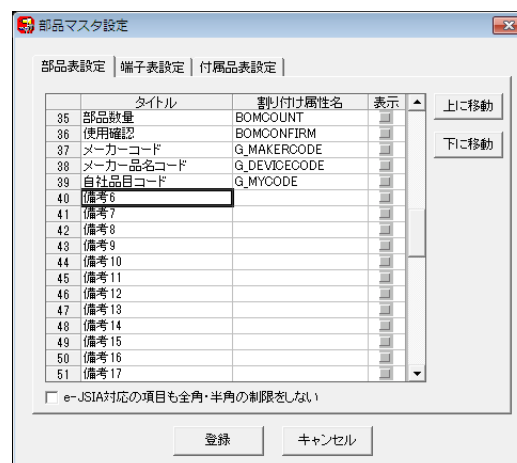 部品マスタ設定
部品表設定 端子表設定 付属品表設定
タイトル 割り付け属性名 表示
35 部品数量 BOMCOUNT
36 使用確認 BOMCONFIRM
37 メーカーコード G_MAKERCODE
38 メーカー品名コード G_DEVICECODE
39 自社品目コード G_MYCODE
40 備考6
41 備考7
42 備考8
43 備考9
44 備考10
45 備考11
46 備考12
47 備考13
48 備考14
49 備考15
50 備考16
51 備考17
上に移動
下に移動
e-JSIA対応の項目も全角・半角の制限をしない
登録 キャンセル